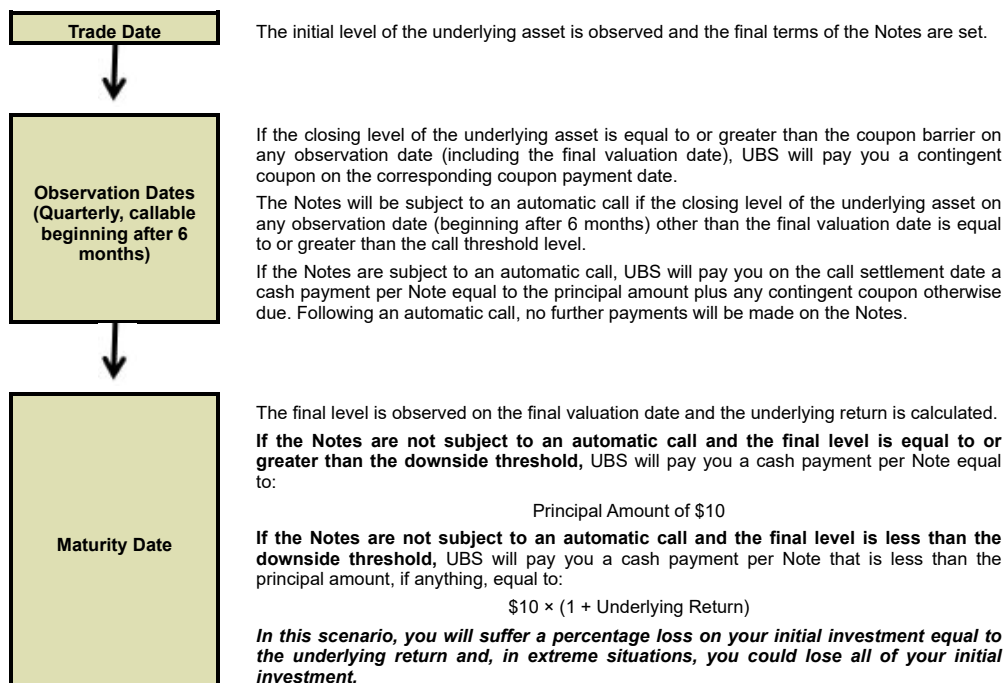 Trade Date
The initial level of the underlying asset is observed and the final terms of the Notes are set.
Observation Dates
(Quarterly, callable
beginning after 6
months)
If the closing level of the underlying asset is equal to or greater than the coupon barrier on
any observation date (including the final valuation date), UBS will pay you a contingent
coupon on the corresponding coupon payment date.
The Notes will be subject to an automatic call if the closing level of the underlying asset on
any observation date (beginning after 6 months) other than the final valuation date is equal
to or greater than the call threshold level.
If the Notes are subject to an automatic call, UBS will pay you on the call settlement date a
cash payment per Note equal to the principal amount plus any contingent coupon otherwise
due. Following an automatic call, no further payments will be made on the Notes.
Maturity Date
The final level is observed on the final valuation date and the underlying return is calculated.
If the Notes are not subject to an automatic call and the final level is equal to or
greater than the downside threshold, UBS will pay you a cash payment per Note equal
to:
Principal Amount of $10
If the Notes are not subject to an automatic call and the final level is less than the
downside threshold, UBS will pay you a cash payment per Note that is less than the
principal amount, if anything, equal to:
$10 × (1 + Underlying Return)
In this scenario, you will suffer a percentage loss on your initial investment equal to
the underlying return and, in extreme situations, you could lose all of your initial
investment.